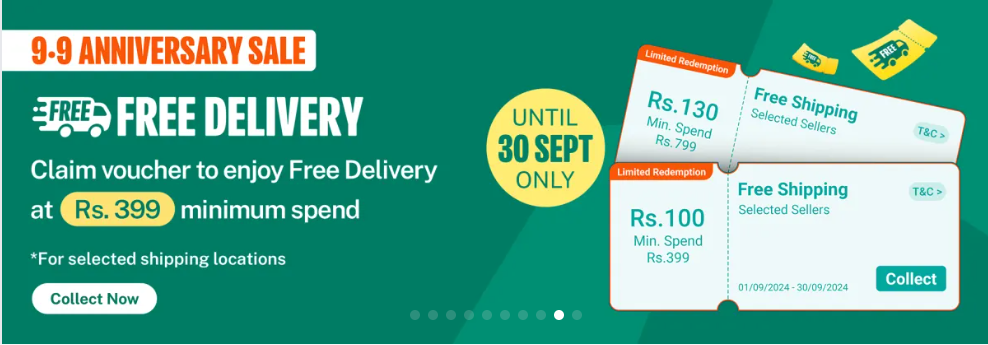 9.9 ANNIVERSARY SALE
FREE FREE DELIVERY
Claim voucher to enjoy Free Delivery
at Rs. 399 minimum spend
*For selected shipping locations
Collect Now
UNTIL
30 SEPT
ONLY
FREE
FREE
Limited Redemption
Rs.130
Min. Spend
Rs.799
Free Shipping
Selected Sellers
T&C >
Limited Redemption
Rs.100
Min. Spend
Rs.399
Free Shipping
Selected Sellers
T&C >
01/09/2024 - 30/09/2024
Collect